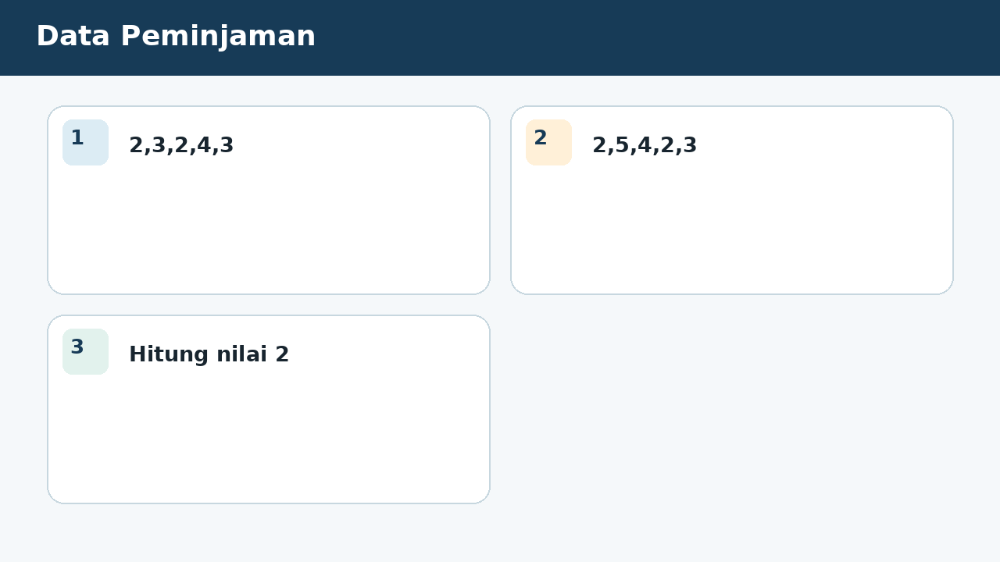 Data Peminjaman
1
2,3,2,4,3
2
2,5,4,2,3
3
Hitung nilai 2